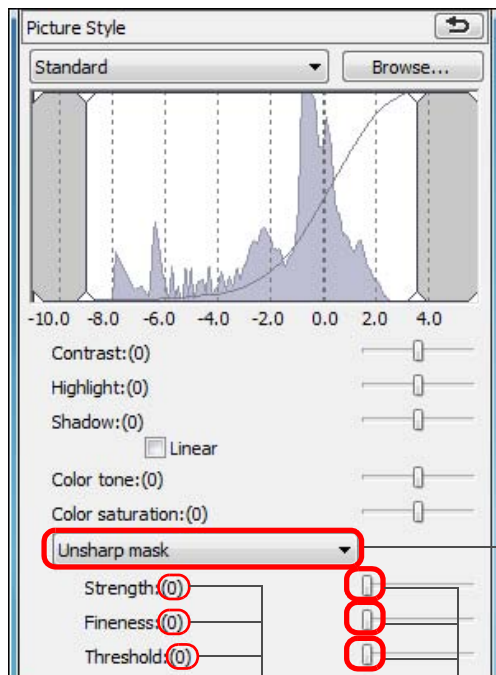 Picture Style
Standard Browse...
-10.0 -8.0 -6.0 -4.0 -2.0 0.0 2.0 4.0
Contrast:(0)
Highlight:(0)
Shadow:(0)
Linear
Color tone:(0)
Color saturation:(0)
Unsharp mask
Strength:(0)
Fineness:(0)
Threshold:(0)